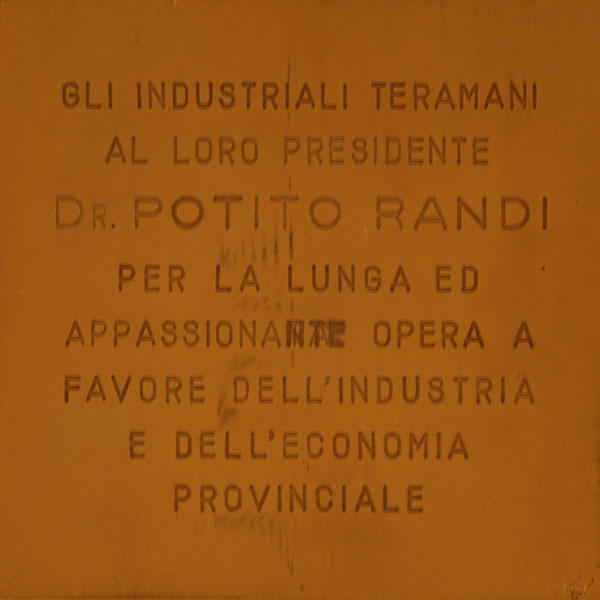 GLI INDUSTRIALI TERAMANI
AL LORO PRESIDENTE
DR. POTITO RANDI
PER LA LUNGA ED
OPERA A
FAVORE DELL'INDUSTRIA
E DELL'ECONOMIA
PROVINCIALE